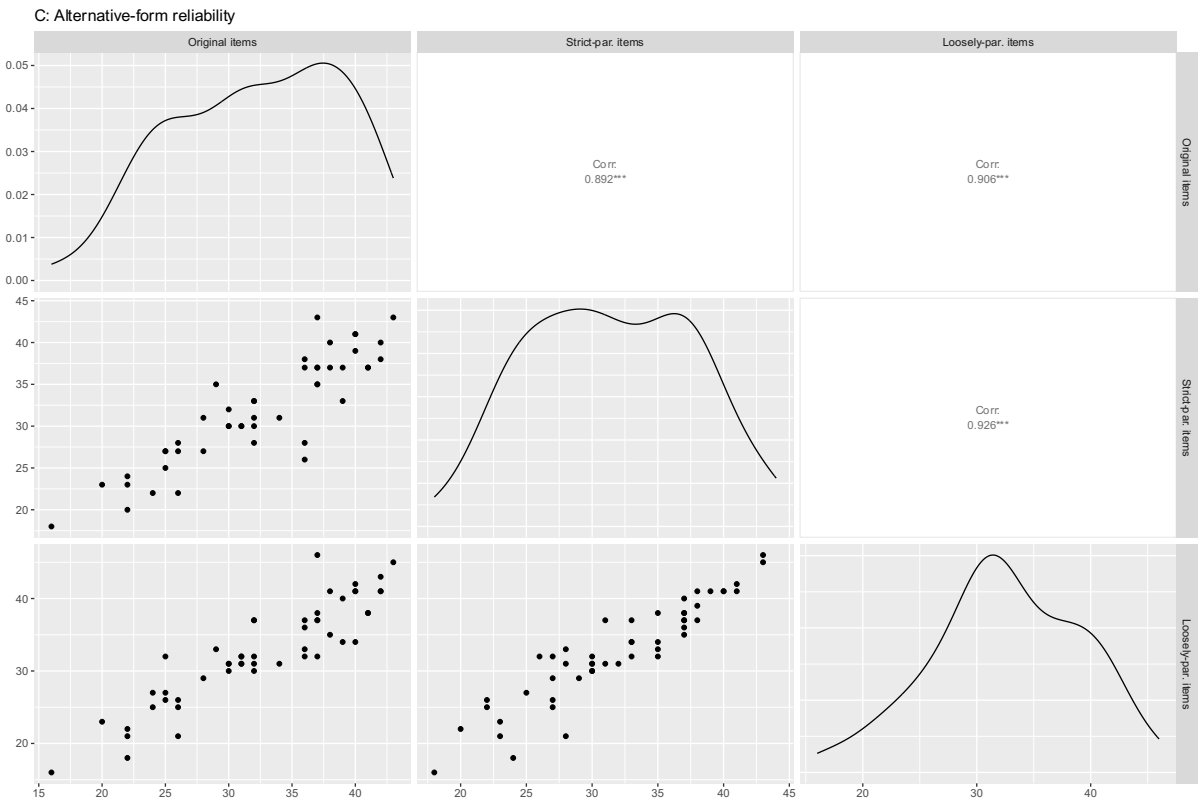 C: Alternative-form reliability
Original items
Strict-par. items
Loosely-par. items
0.05
0.04
0.03
0.02
0.01
0.00
Corr:
0.892***
Corr:
0.906***
Original items
45
40
35
30
25
20
Corr:
0.926***
Strict-par. items
40
30
20
Loosely-par. items
15 20 25 30 35 40
20 25 30 35 40 45
20 30 40